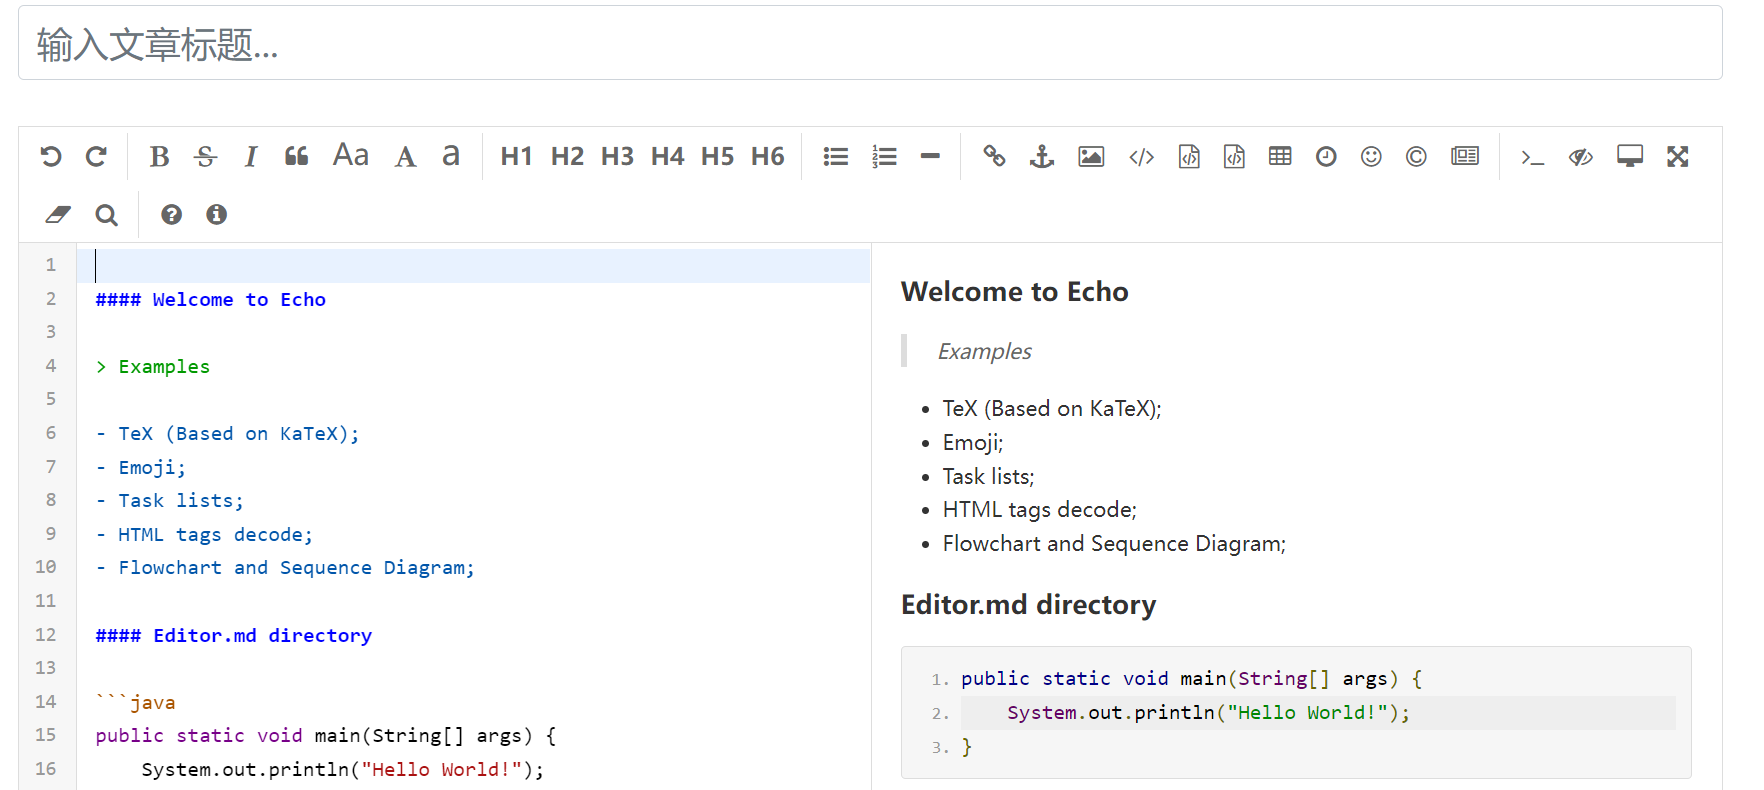 输入文章标题...
B S I Aa A a H1 H2 H3 H4 H5 H6
1
2 #### Welcome to Echo
3
4 > Examples
5
6 - TeX (Based on KaTeX);
7 - Emoji;
8 - Task lists;
9 - HTML tags decode;
10 - Flowchart and Sequence Diagram;
11
12 #### Editor.md directory
13
14 ```java
15 public static void main(String[] args) {
16 System.out.println("Hello World!");
Welcome to Echo
Examples
• TeX (Based on KaTeX);
• Emoji;
• Task lists;
• HTML tags decode;
• Flowchart and Sequence Diagram;
Editor.md directory
1. public static void main(String[] args) {
2. System.out.println("Hello World!");
3. }